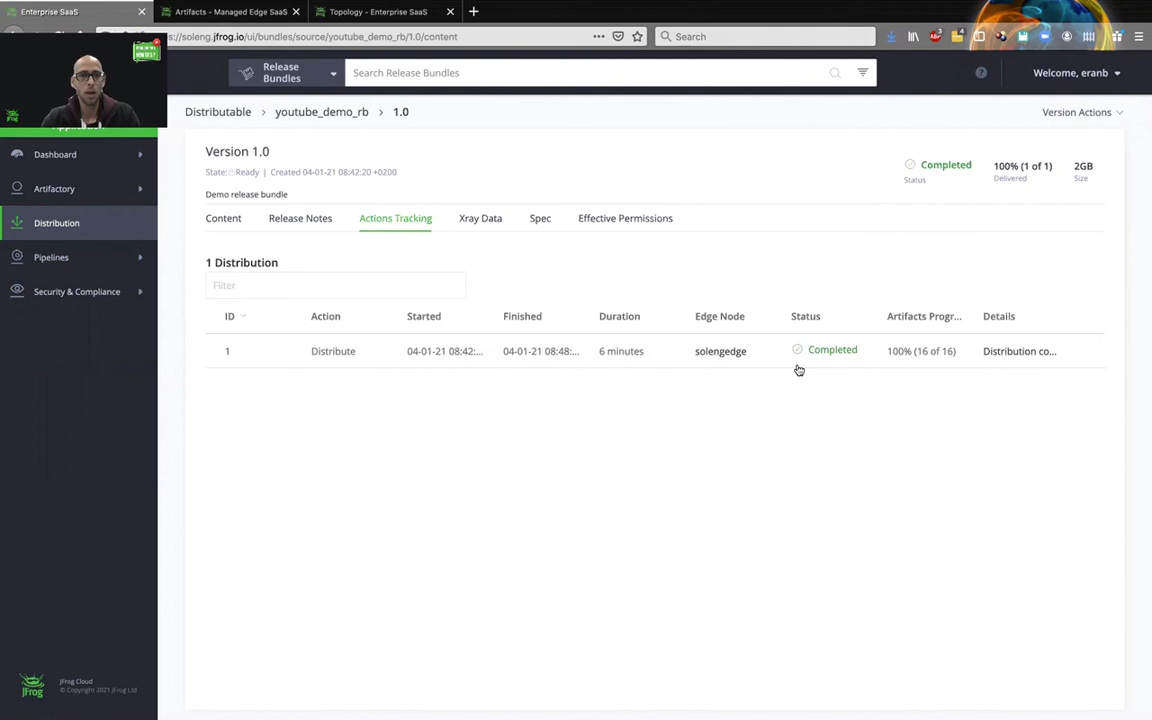 Enterprise SaaS
Artifacts - Managed Edge SaaS
Topology - Enterprise SaaS
s://soleng.jfrog.io/ui/bundles/source/youtube_demo_rb/1.0/content
Search
Release
Bundles
Search Release Bundles
Welcome, eranb
Distributable > youtube_demo_rb > 1.0
Version Actions
Dashboard
Artifactory
Distribution
Pipelines
Security & Compliance
Version 1.0
State: Ready | Created 04-01-21 08:42:20 +0200
Demo release bundle
Completed
Status
100% (1 of 1)
Delivered
2GB
Size
Content
Release Notes
Actions Tracking
Xray Data
Spec
Effective Permissions
1 Distribution
Filter
ID
Action
Started
Finished
Duration
Edge Node
Status
Artifacts Progr...
Details
1
Distribute
04-01-21 08:42:...
04-01-21 08:48:...
6 minutes
solengedge
Completed
100% (16 of 16)
Distribution co...
JFrog
JFrog Cloud
© Copyright 2021 JFrog Ltd